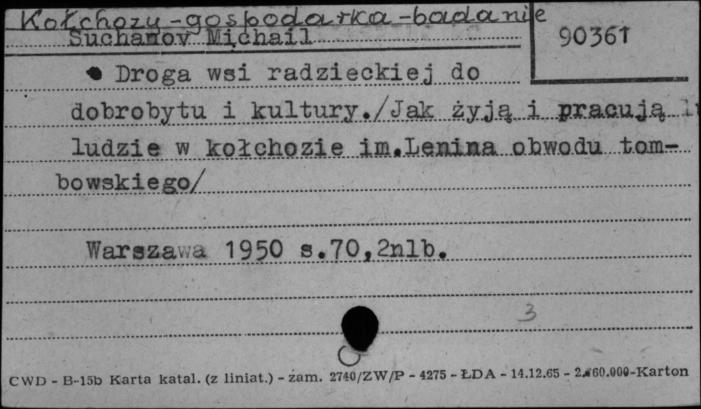 Kołchozy - gospodarka - badanie
Suchanov Michail
90361
Droga wsi radzieckiej do
dobrobytu i kultury./Jak żyją i pracują lu
ludzie w kołchozie im.Lenina obwodu tom-
bowskiego/
Warszawa 1950 s.70,2nlb.
3
CWD - B-15b Karta katal. (z liniat.) - zam. 2740/ZW/P - 4275 - ŁDA - 14.12.65 - 2.460.000-Karton